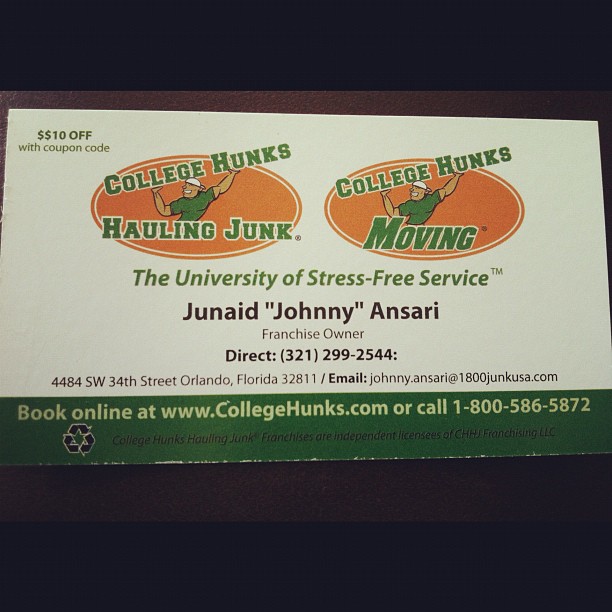 $$10 OFF
with coupon code
COLLEGE HUNKS
HAULING JUNK®
COLLEGE HUNKS
MOVING®
The University of Stress-Free Service™
Junaid "Johnny" Ansari
Franchise Owner
Direct: (321) 299-2544:
4484 SW 34th Street Orlando, Florida 32811 / Email: johnny.ansari@1800junkusa.com
Book online at www.CollegeHunks.com or call 1-800-586-5872
College Hunks Hauling Junk® Franchises are independent licensees of CHHJ Franchising LLC